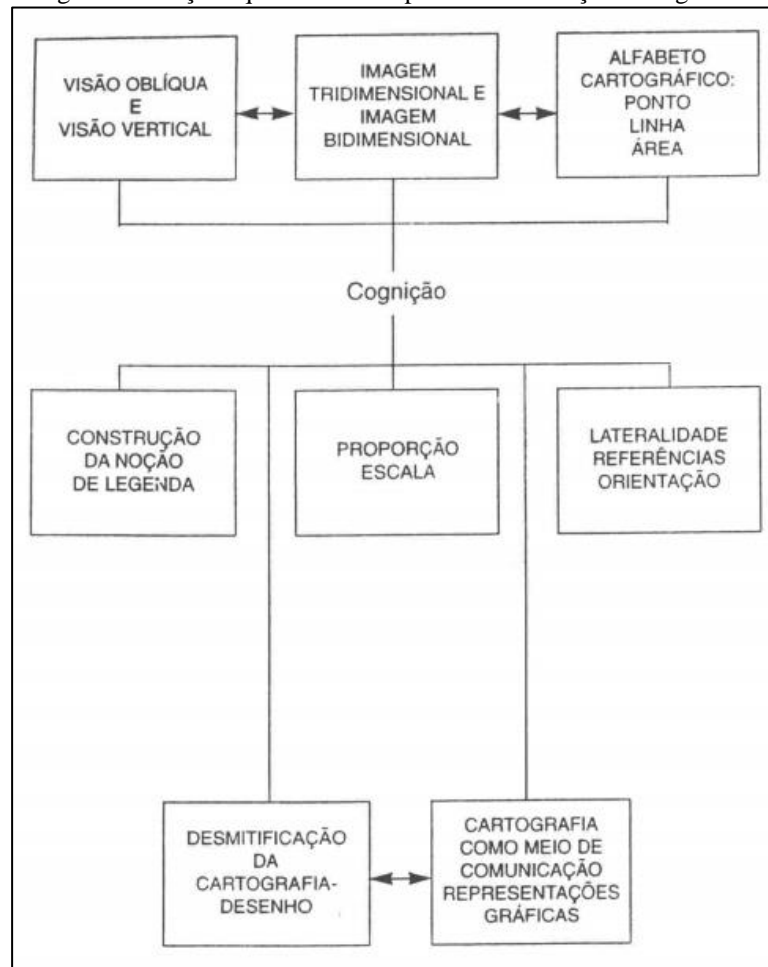 VISÃO OBLÍQUA
E
VISÃO VERTICAL
IMAGEM
TRIDIMENSIONAL E
IMAGEM
BIDIMENSIONAL
ALFABETO
CARTOGRÁFICO:
PONTO
LINHA
ÁREA
Cognição
CONSTRUÇÃO
DA NOÇÃO
DE LEGENDA
PROPORÇÃO
ESCALA
LATERALIDADE
REFERÊNCIAS
ORIENTAÇÃO
DESMITIFICAÇÃO
DA
CARTOGRAFIA-
DESENHO
CARTOGRAFIA
COMO MEIO DE
COMUNICAÇÃO
REPRESENTAÇÕES
GRÁFICAS